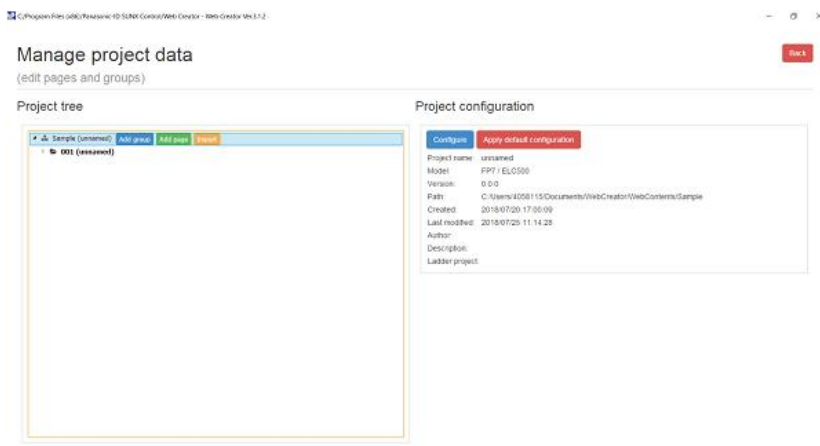 C:/Program Files (x86)/Panasonic-ID SUNX Control/Web Creator - Web Creator Ver.3.1.2
Manage project data
Back
(edit pages and groups)
Project tree
Sample (unnamed) Add group Add page Import
001 (unnamed)
Project configuration
Configure Apply default configuration
Project name: unnamed
Model: FP7 / ELC500
Version: 0.0.0
Path: C:/Users/4058115/Documents/WebCreator/WebContents/Sample
Created: 2018/07/20 17:00:09
Last modified: 2018/07/25 11:14:28
Author:
Description:
Ladder project: